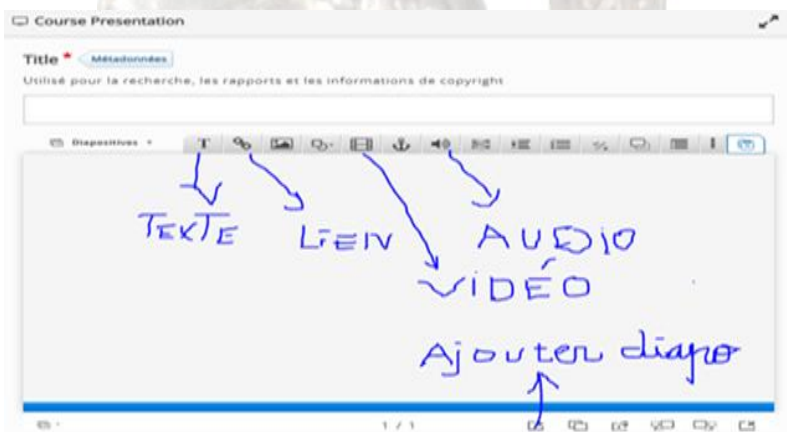 Course Presentation
Title * Métadonnées
Utilisé pour la recherche, les rapports et les informations de copyright
Diapositives
T
TEXTE LIEN AUDIO
VIDÉO
Ajouter diapo
1 / 1